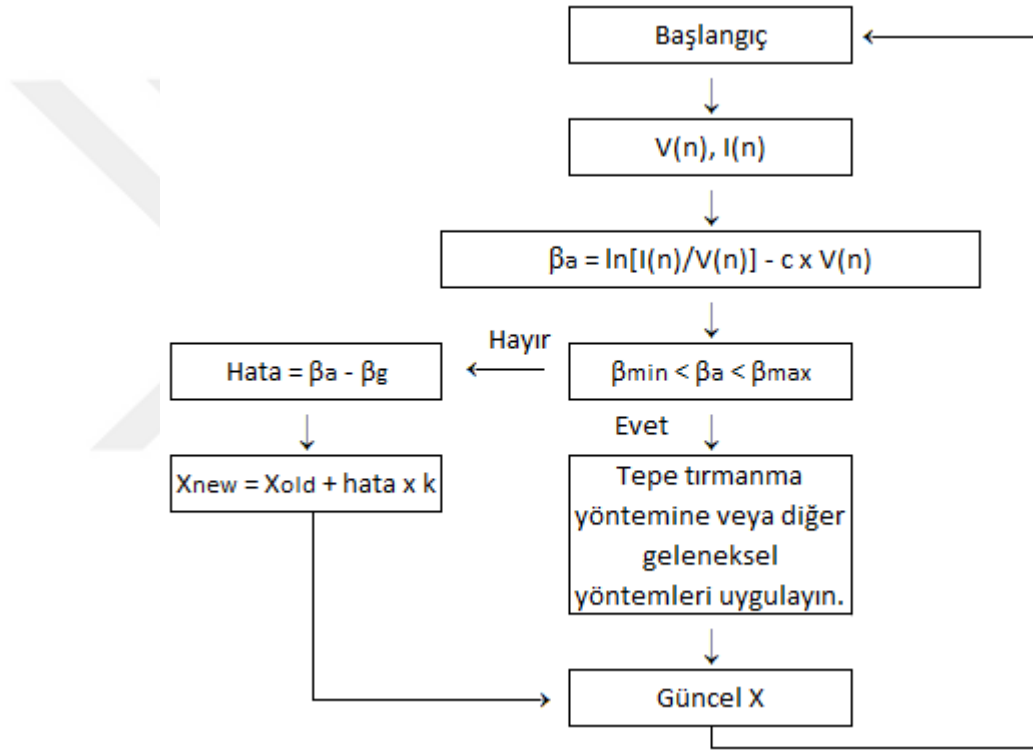 Başlangıç
V(n), I(n)
βa = ln[I(n)/V(n)] - c x V(n)
Hayır
Hata = βa - βg
βmin < βa < βmax
Evet
Xnew = Xold + hata x k
Tepe tırmanma
yöntemine veya diğer
geleneksel
yöntemleri uygulayın.
Güncel X